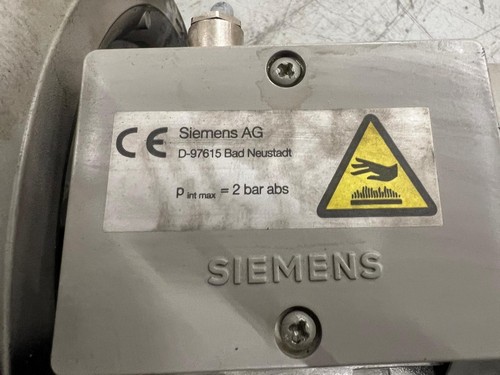 CE Siemens AG
D-97615 Bad Neustadt
p int max = 2 bar abs
SIEMENS